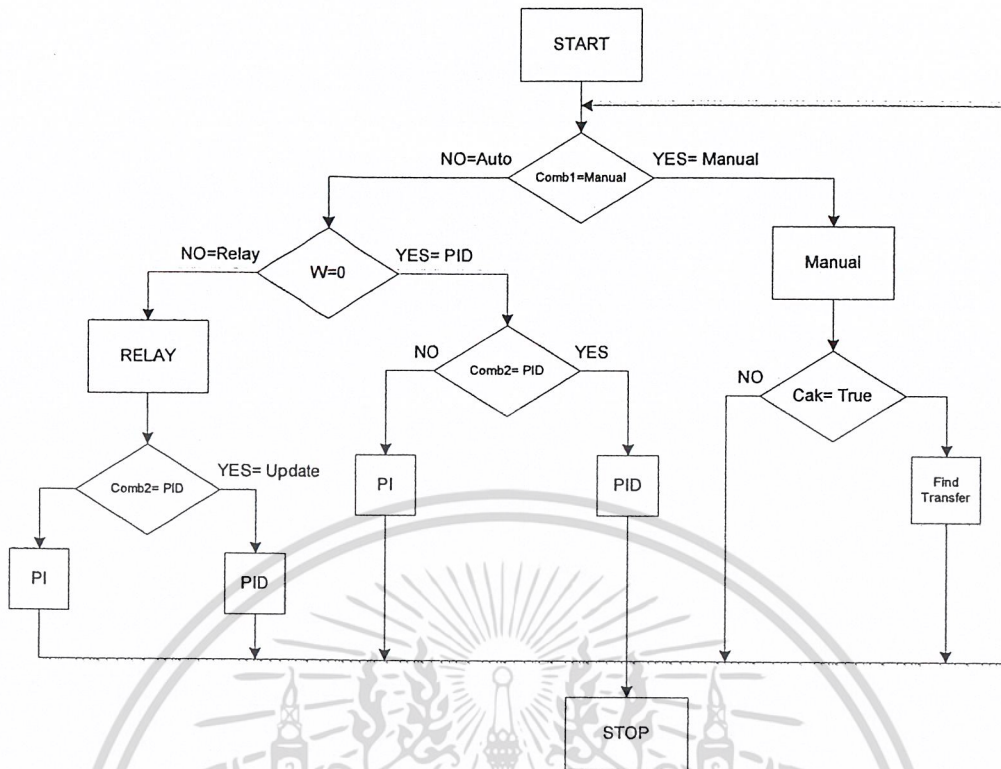 START
NO=Auto
YES= Manual
Comb1=Manual
NO=Relay
W=0
YES= PID
Manual
RELAY
NO
Comb2= PID
YES
NO
Cak= True
Comb2= PID
YES= Update
PI
PID
Find
Transfer
PI
PID
STOP